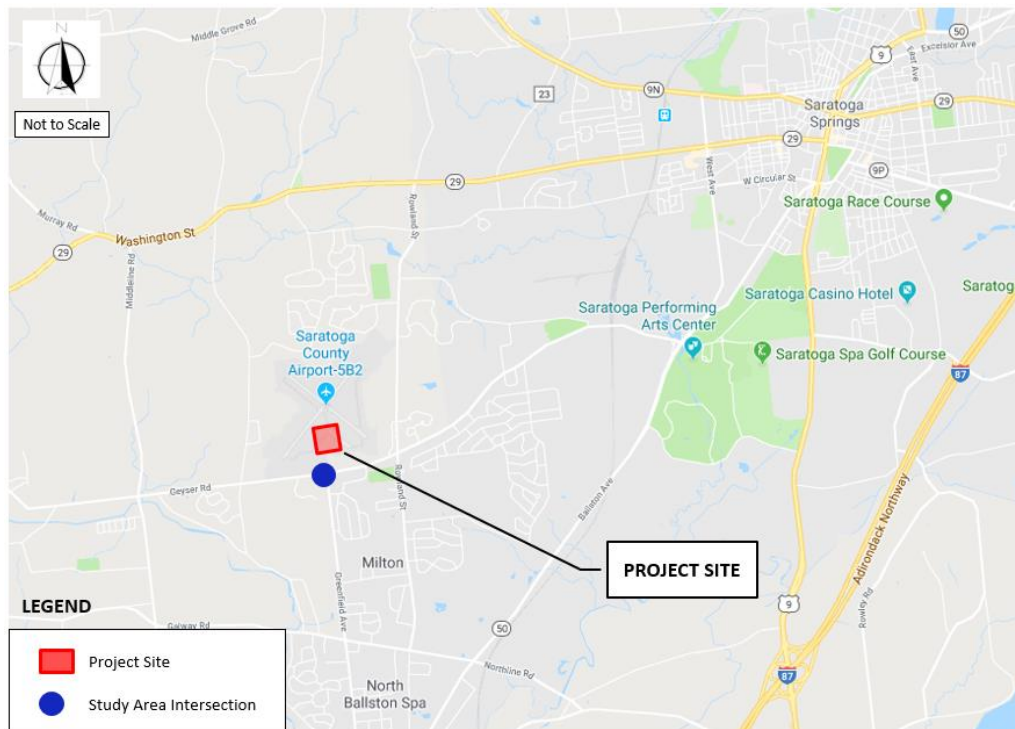 N
Not to Scale
Middle Grove Rd
50
Excelsior Ave
East Ave
9
23
9N
29
29
Saratoga
Springs
29
West Ave
W Circular St
9P
29
Rowland St
Saratoga Race Course
Murray Rd
Washington St
29
Middleline Rd
Saratoga Performing
Arts Center
Saratoga Casino Hotel
Saratog
Saratoga
County
Airport-5B2
Saratoga Spa Golf Course
87
Geyser Rd
Rowland St
Ballston Ave
Adirondack Northway
Milton
PROJECT SITE
Greenfield Ave
9
Rowley Rd
LEGEND
Galway Rd
50
Northline Rd
87
Project Site
Study Area Intersection
North
Ballston Spa